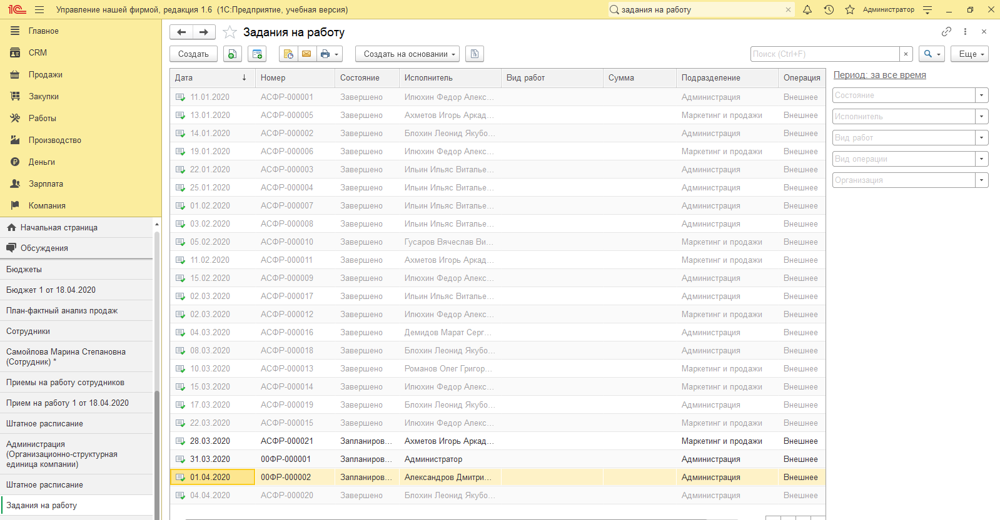 1С Управление нашей фирмой, редакция 1.6 (1С:Предприятие, учебная версия) задания на работу × Администратор
Главное
CRM
Продажи
Закупки
Работы
Производство
Деньги
Зарплата
Компания
Начальная страница
Обсуждения
Бюджеты
Бюджет 1 от 18.04.2020
План-фактный анализ продаж
Сотрудники
Самойлова Марина Степановна
(Сотрудник) *
Приемы на работу сотрудников
Прием на работу 1 от 18.04.2020
Штатное расписание
Администрация
(Организационно-структурная
единица компании)
Штатное расписание
Задания на работу
Задания на работу
Создать Создать на основании Поиск (Ctrl+F) × Еще
Дата ↓ Номер Состояние Исполнитель Вид работ Сумма Подразделение Операция
11.01.2020 АСФР-000001 Завершено Илюхин Федор Алекс... Администрация Внешнее
13.01.2020 АСФР-000005 Завершено Ахметов Игорь Аркад... Маркетинг и продажи Внешнее
14.01.2020 АСФР-000002 Завершено Блохин Леонид Якубо... Администрация Внешнее
19.01.2020 АСФР-000006 Завершено Илюхин Федор Алекс... Маркетинг и продажи Внешнее
22.01.2020 АСФР-000003 Завершено Ильин Ильяс Виталье... Администрация Внешнее
25.01.2020 АСФР-000004 Завершено Ильин Ильяс Виталье... Администрация Внешнее
01.02.2020 АСФР-000007 Завершено Ильин Ильяс Виталье... Администрация Внешнее
03.02.2020 АСФР-000008 Завершено Ильин Ильяс Виталье... Администрация Внешнее
05.02.2020 АСФР-000010 Завершено Гусаров Вячеслав Ви... Маркетинг и продажи Внешнее
11.02.2020 АСФР-000011 Завершено Ахметов Игорь Аркад... Маркетинг и продажи Внешнее
15.02.2020 АСФР-000009 Завершено Илюхин Федор Алекс... Администрация Внешнее
02.03.2020 АСФР-000017 Завершено Ильин Ильяс Виталье... Администрация Внешнее
02.03.2020 АСФР-000012 Завершено Илюхин Федор Алекс... Маркетинг и продажи Внешнее
04.03.2020 АСФР-000016 Завершено Демидов Марат Серг... Администрация Внешнее
08.03.2020 АСФР-000018 Завершено Блохин Леонид Якубо... Администрация Внешнее
10.03.2020 АСФР-000013 Завершено Романов Олег Григор... Маркетинг и продажи Внешнее
15.03.2020 АСФР-000014 Завершено Илюхин Федор Алекс... Маркетинг и продажи Внешнее
17.03.2020 АСФР-000019 Завершено Блохин Леонид Якубо... Администрация Внешнее
22.03.2020 АСФР-000015 Завершено Илюхин Федор Алекс... Маркетинг и продажи Внешнее
28.03.2020 АСФР-000021 Запланиров... Ахметов Игорь Аркад... Маркетинг и продажи Внешнее
31.03.2020 00ФР-000001 Запланиров... Администратор Администрация Внешнее
01.04.2020 00ФР-000002 Запланиров... Александров Дмитри... Администрация Внешнее
04.04.2020 АСФР-000020 Завершено Блохин Леонид Якубо... Администрация Внешнее
Период: за все время
Состояние
Исполнитель
Вид работ
Вид операции
Организация